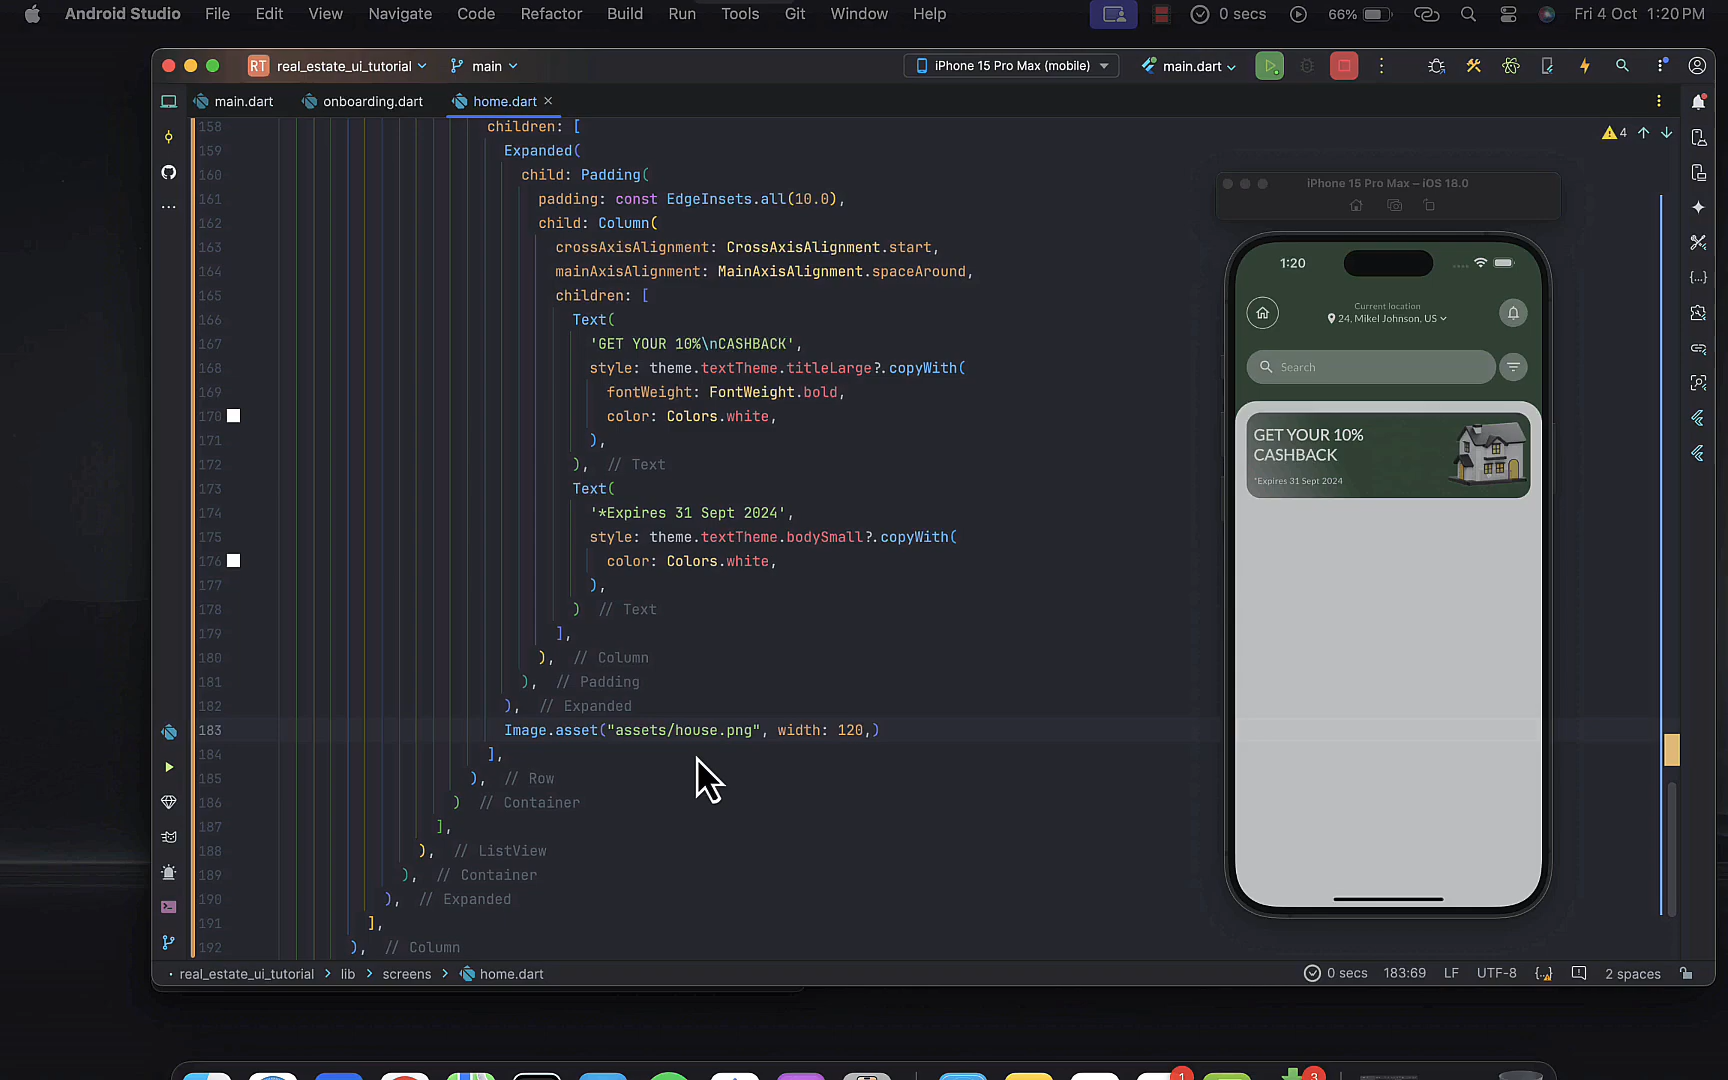 Android Studio File Edit View Navigate Code Refactor Build Run Tools Git Window Help 0 secs 66% Fri 4 Oct 1:20 PM
RT real_estate_ui_tutorial main iPhone 15 Pro Max (mobile) main.dart
main.dart onboarding.dart home.dart
4
158 children: [
159 Expanded(
160 child: Padding(
161 padding: const EdgeInsets.all(10.0),
162 child: Column(
163 crossAxisAlignment: CrossAxisAlignment.start,
164 mainAxisAlignment: MainAxisAlignment.spaceAround,
165 children: [
166 Text(
167 'GET YOUR 10%\nCASHBACK',
168 style: theme.textTheme.titleLarge?.copyWith(
169 fontWeight: FontWeight.bold,
170 color: Colors.white,
171 ),
172 ), // Text
173 Text(
174 '*Expires 31 Sept 2024',
175 style: theme.textTheme.bodySmall?.copyWith(
176 color: Colors.white,
177 ),
178 ) // Text
179 ],
180 ), // Column
181 ), // Padding
182 ), // Expanded
183 Image.asset("assets/house.png", width: 120,)
184 ],
185 ), // Row
186 ) // Container
187 ],
188 ), // ListView
189 ), // Container
190 ), // Expanded
191 ],
192 ), // Column
iPhone 15 Pro Max – iOS 18.0
1:20
Current location
24, Mikel Johnson, US
Search
GET YOUR 10%
CASHBACK
*Expires 31 Sept 2024
real_estate_ui_tutorial > lib > screens > home.dart 0 secs 183:69 LF UTF-8 2 spaces
1 3